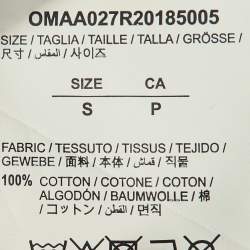 OMAA027R20185005
SIZE / TAGLIA / TAILLE / TALLA / GRÖSSE /
尺寸 / المقاس / 사이즈
SIZE CA
S P
FABRIC / TESSUTO / TISSUS / TEJIDO /
GEWEBE / 面料 / 本体 / قماش / 직물
100% COTTON / COTONE / COTON /
ALGODÓN / BAUMWOLLE / 棉
/ コットン / قطن / 면직